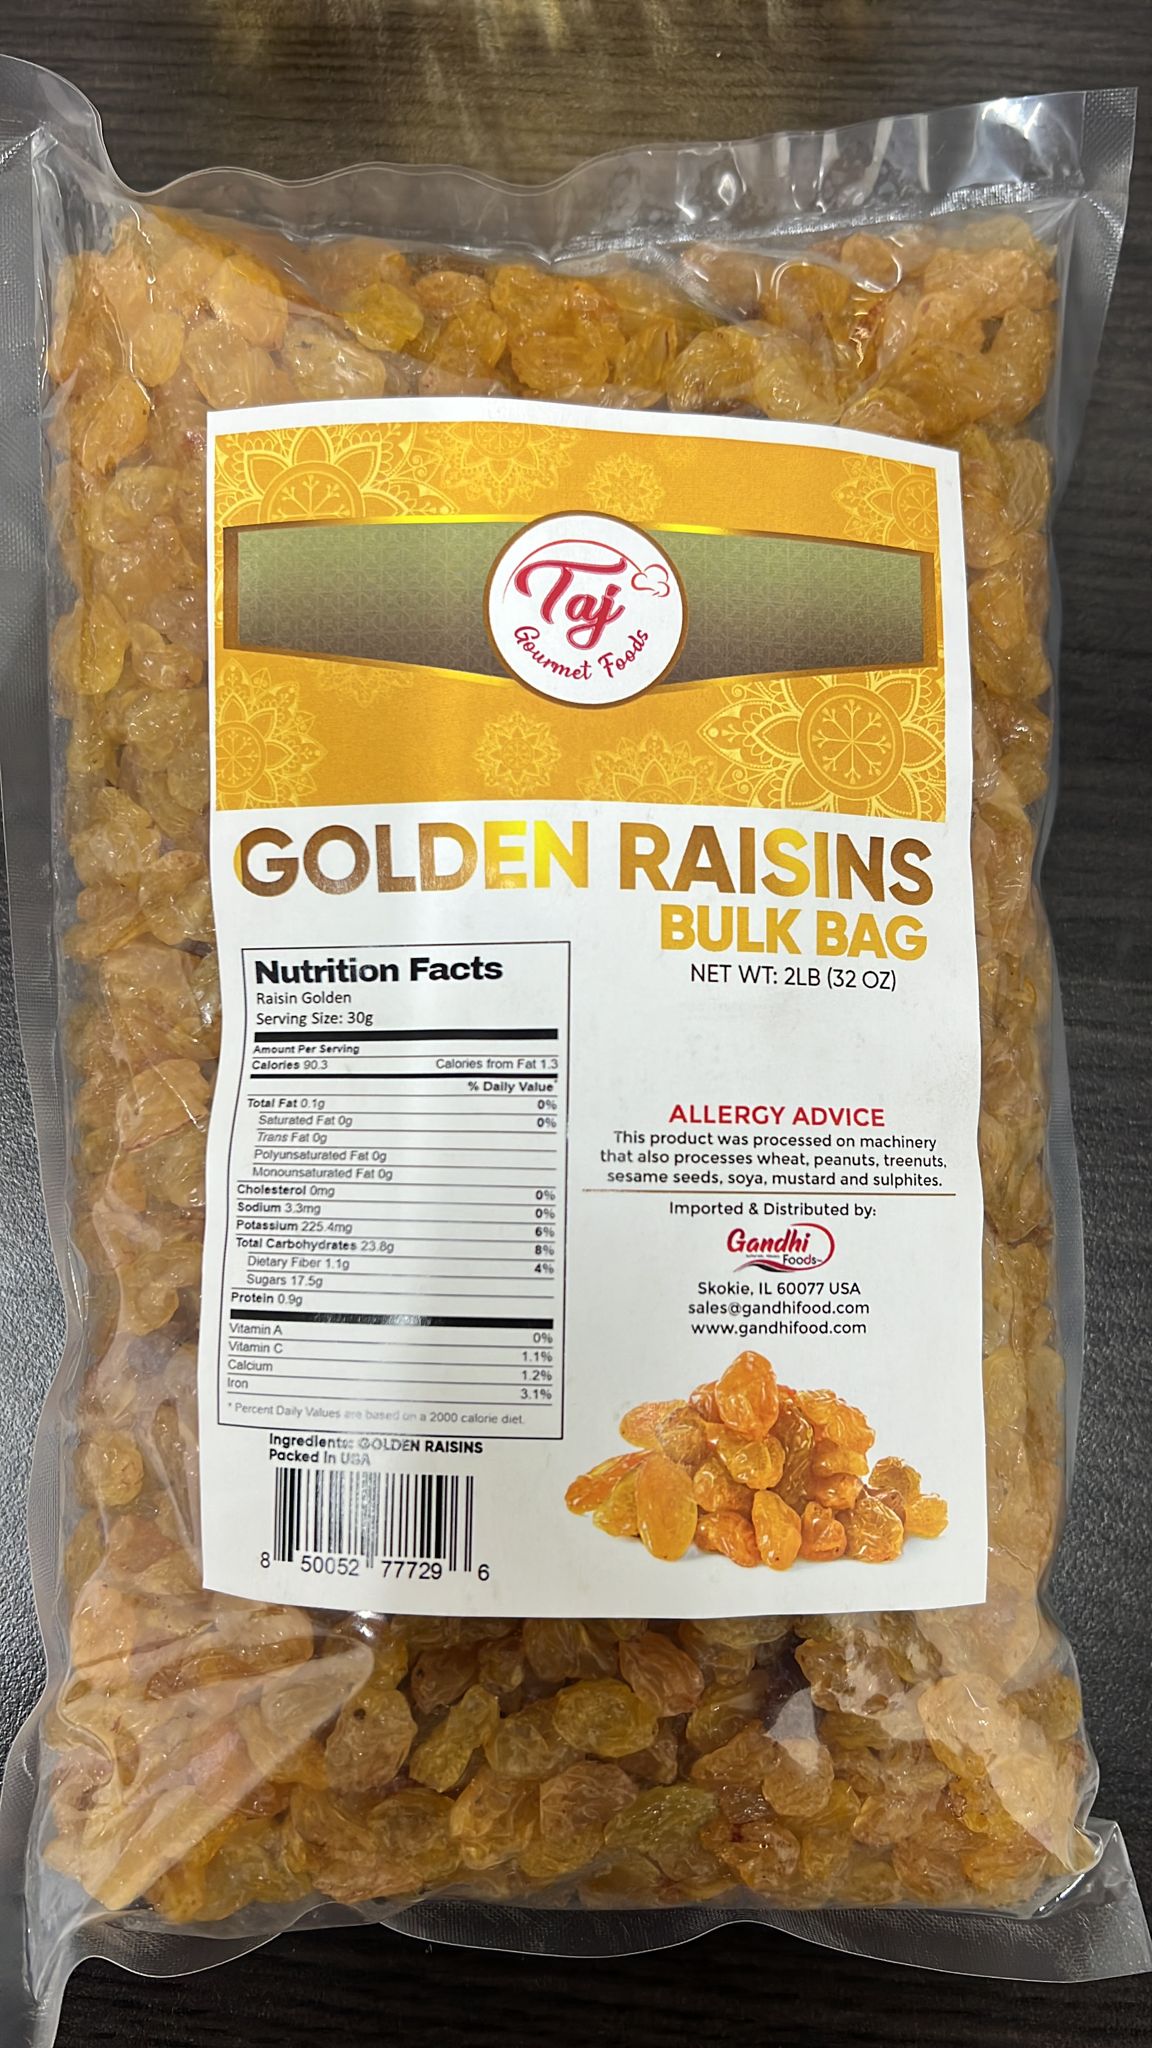 Taj
Gourmet Foods
GOLDEN RAISINS
BULK BAG
NET WT: 2LB (32 OZ)
Nutrition Facts
Raisin Golden
Serving Size: 30g
Amount Per Serving
Calories 90.3 Calories from Fat 1.3
% Daily Value*
Total Fat 0.1g 0%
Saturated Fat 0g 0%
Trans Fat 0g
Polyunsaturated Fat 0g
Monounsaturated Fat 0g
Cholesterol 0mg 0%
Sodium 3.3mg 0%
Potassium 225.4mg 6%
Total Carbohydrates 23.8g 8%
Dietary Fiber 1.1g 4%
Sugars 17.5g
Protein 0.9g
Vitamin A 0%
Vitamin C 1.1%
Calcium 1.2%
Iron 3.1%
* Percent Daily Values are based on a 2000 calorie diet.
Ingredients: GOLDEN RAISINS
Packed In USA
8 50052 77729 6
ALLERGY ADVICE
This product was processed on machinery
that also processes wheat, peanuts, treenuts,
sesame seeds, soya, mustard and sulphites.
Imported & Distributed by:
Gandhi
Foods
Skokie, IL 60077 USA
sales@gandhifood.com
www.gandhifood.com